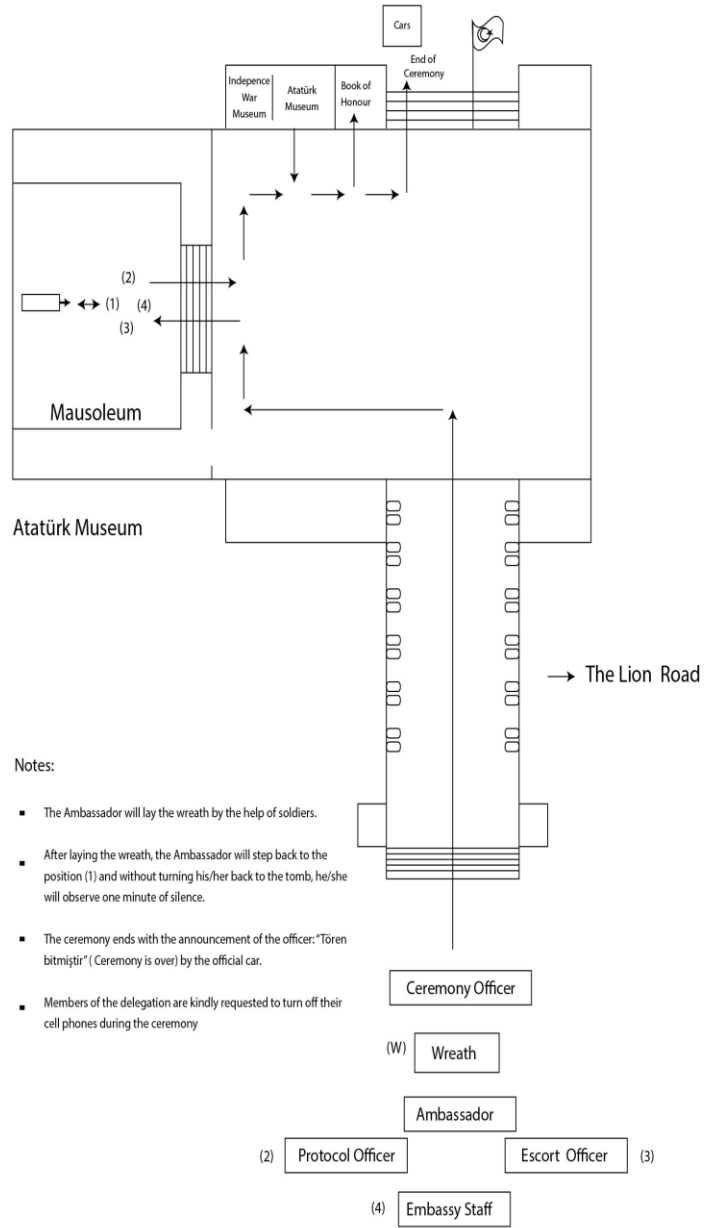 Cars
End of
Ceremony
Indepence
War
Museum
Atatürk
Museum
Book of
Honour
(2)
(1)
(4)
(3)
Mausoleum
Atatürk Museum
The Lion Road
Notes:
▪ The Ambassador will lay the wreath by the help of soldiers.
▪ After laying the wreath, the Ambassador will step back to the
position (1) and without turning his/her back to the tomb, he/she
will observe one minute of silence.
▪ The ceremony ends with the announcement of the officer: “Tören
bitmiştir” ( Ceremony is over) by the official car.
▪ Members of the delegation are kindly requested to turn off their
cell phones during the ceremony
Ceremony Officer
(W) Wreath
Ambassador
(2) Protocol Officer
Escort Officer (3)
(4) Embassy Staff